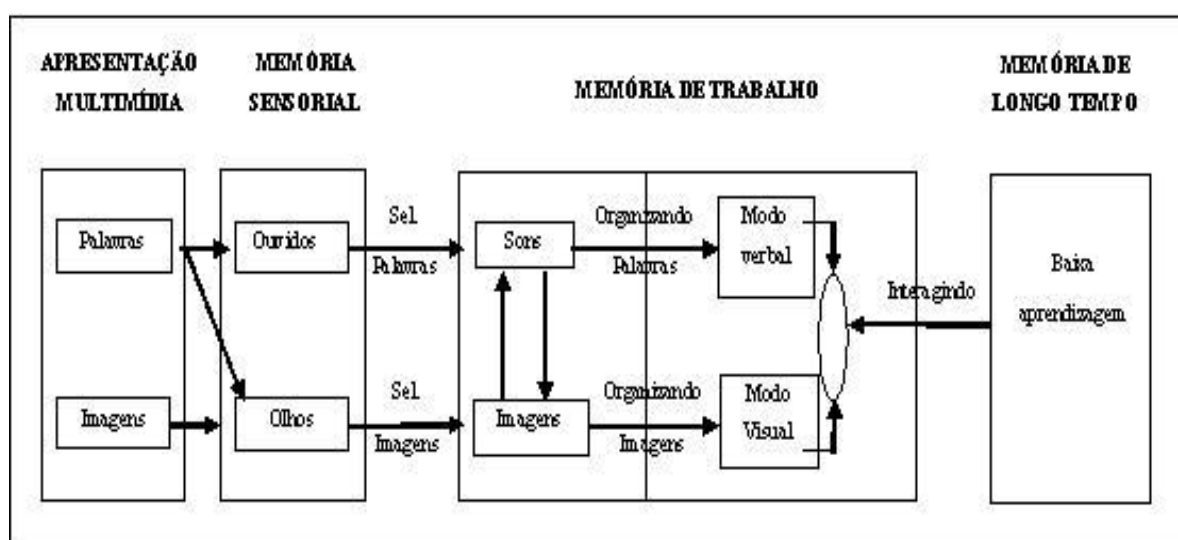 APRESENTAÇÃO
MULTIMÍDIA
MEMÓRIA
SENSORIAL
MEMÓRIA DE TRABALHO
MEMÓRIA DE
LONGO TEMPO
Palavras
Ouvidos
Sel.
Palavras
Sons
Organizando
Palavras
Modo
verbal
Interagindo
Baixa
aprendizagem
Imagens
Olhos
Sel.
Imagens
Imagens
Organizando
Imagens
Modo
Visual